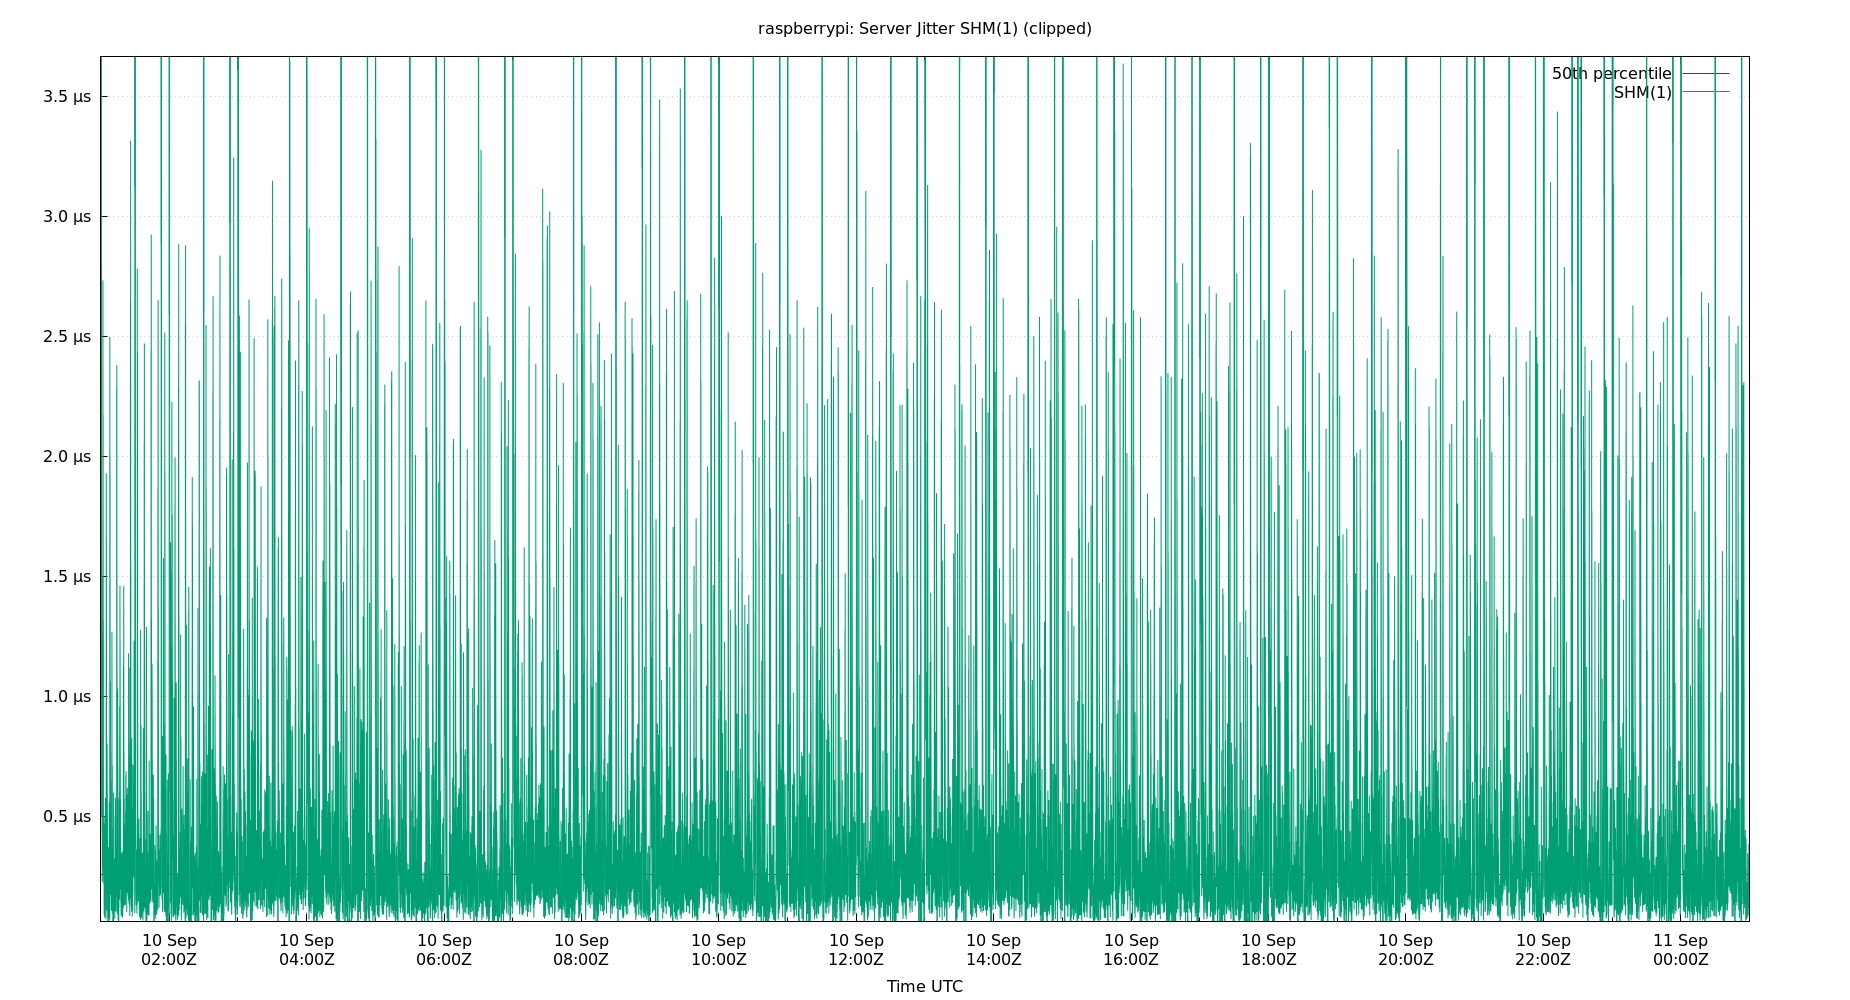 raspberrypi: Server Jitter SHM(1) (clipped)
50th percentile
SHM(1)
3.5 µs
3.0 µs
2.5 µs
2.0 µs
1.5 µs
1.0 µs
0.5 µs
10 Sep 10 Sep 10 Sep 10 Sep 10 Sep 10 Sep 10 Sep 10 Sep 10 Sep 10 Sep 10 Sep 11 Sep
02:00Z 04:00Z 06:00Z 08:00Z 10:00Z 12:00Z 14:00Z 16:00Z 18:00Z 20:00Z 22:00Z 00:00Z
Time UTC